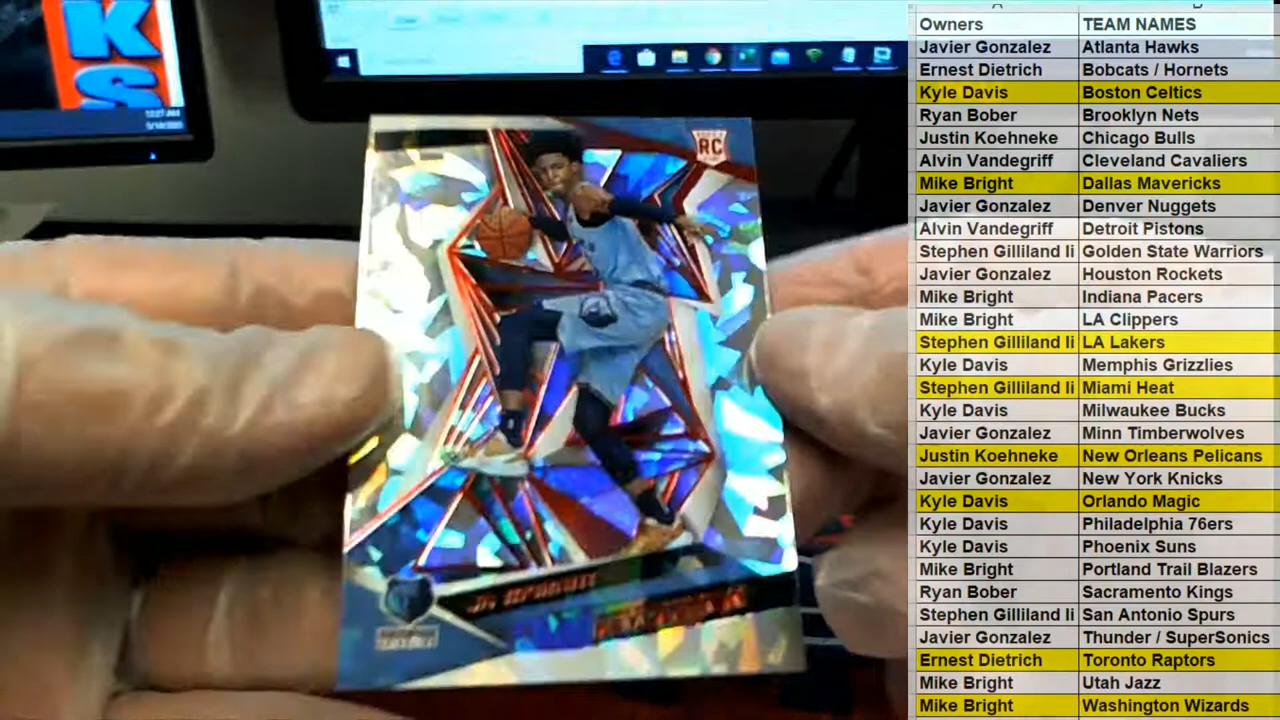 KS
12:27 AM
RC
Owners TEAM NAMES
Javier Gonzalez Atlanta Hawks
Ernest Dietrich Bobcats / Hornets
Kyle Davis Boston Celtics
Ryan Bober Brooklyn Nets
Justin Koehneke Chicago Bulls
Alvin Vandegriff Cleveland Cavaliers
Mike Bright Dallas Mavericks
Javier Gonzalez Denver Nuggets
Alvin Vandegriff Detroit Pistons
Stephen Gilliland Ii Golden State Warriors
Javier Gonzalez Houston Rockets
Mike Bright Indiana Pacers
Mike Bright LA Clippers
Stephen Gilliland Ii LA Lakers
Kyle Davis Memphis Grizzlies
Stephen Gilliland Ii Miami Heat
Kyle Davis Milwaukee Bucks
Javier Gonzalez Minn Timberwolves
Justin Koehneke New Orleans Pelicans
Javier Gonzalez New York Knicks
Kyle Davis Orlando Magic
Kyle Davis Philadelphia 76ers
Kyle Davis Phoenix Suns
Mike Bright Portland Trail Blazers
Ryan Bober Sacramento Kings
Stephen Gilliland Ii San Antonio Spurs
Javier Gonzalez Thunder / SuperSonics
Ernest Dietrich Toronto Raptors
Mike Bright Utah Jazz
Mike Bright Washington Wizards